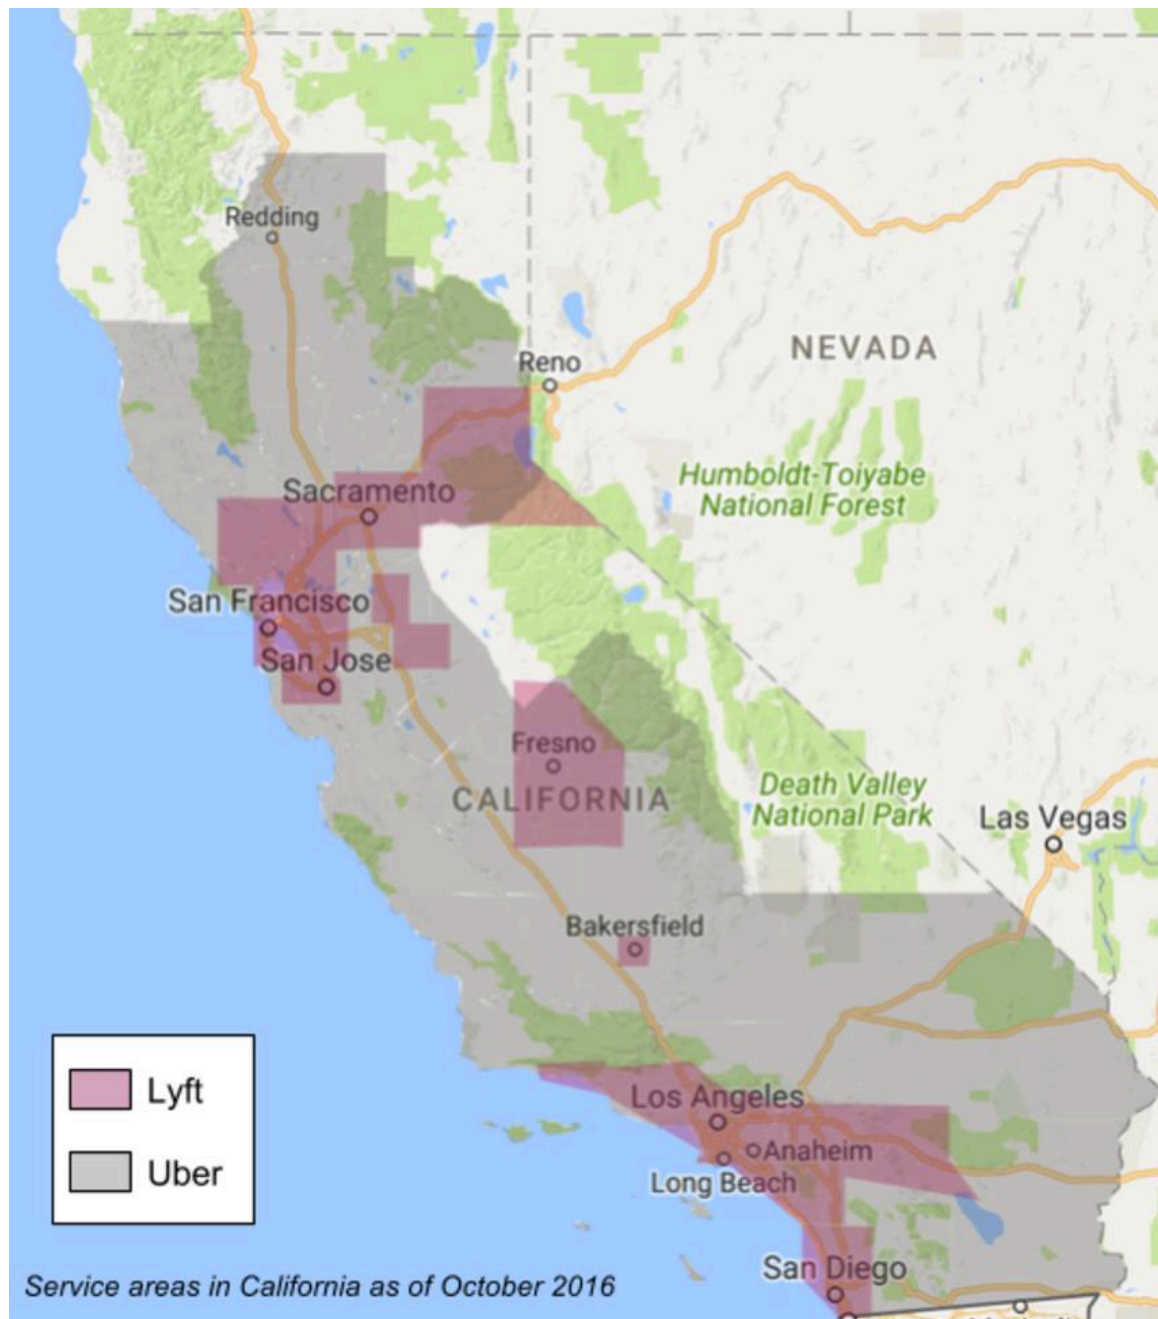 Redding
Reno
NEVADA
Sacramento
Humboldt-Toiyabe
National Forest
San Francisco
San Jose
Fresno
CALIFORNIA
Death Valley
National Park
Las Vegas
Bakersfield
Lyft
Uber
Los Angeles
Anaheim
Long Beach
San Diego
Service areas in California as of October 2016